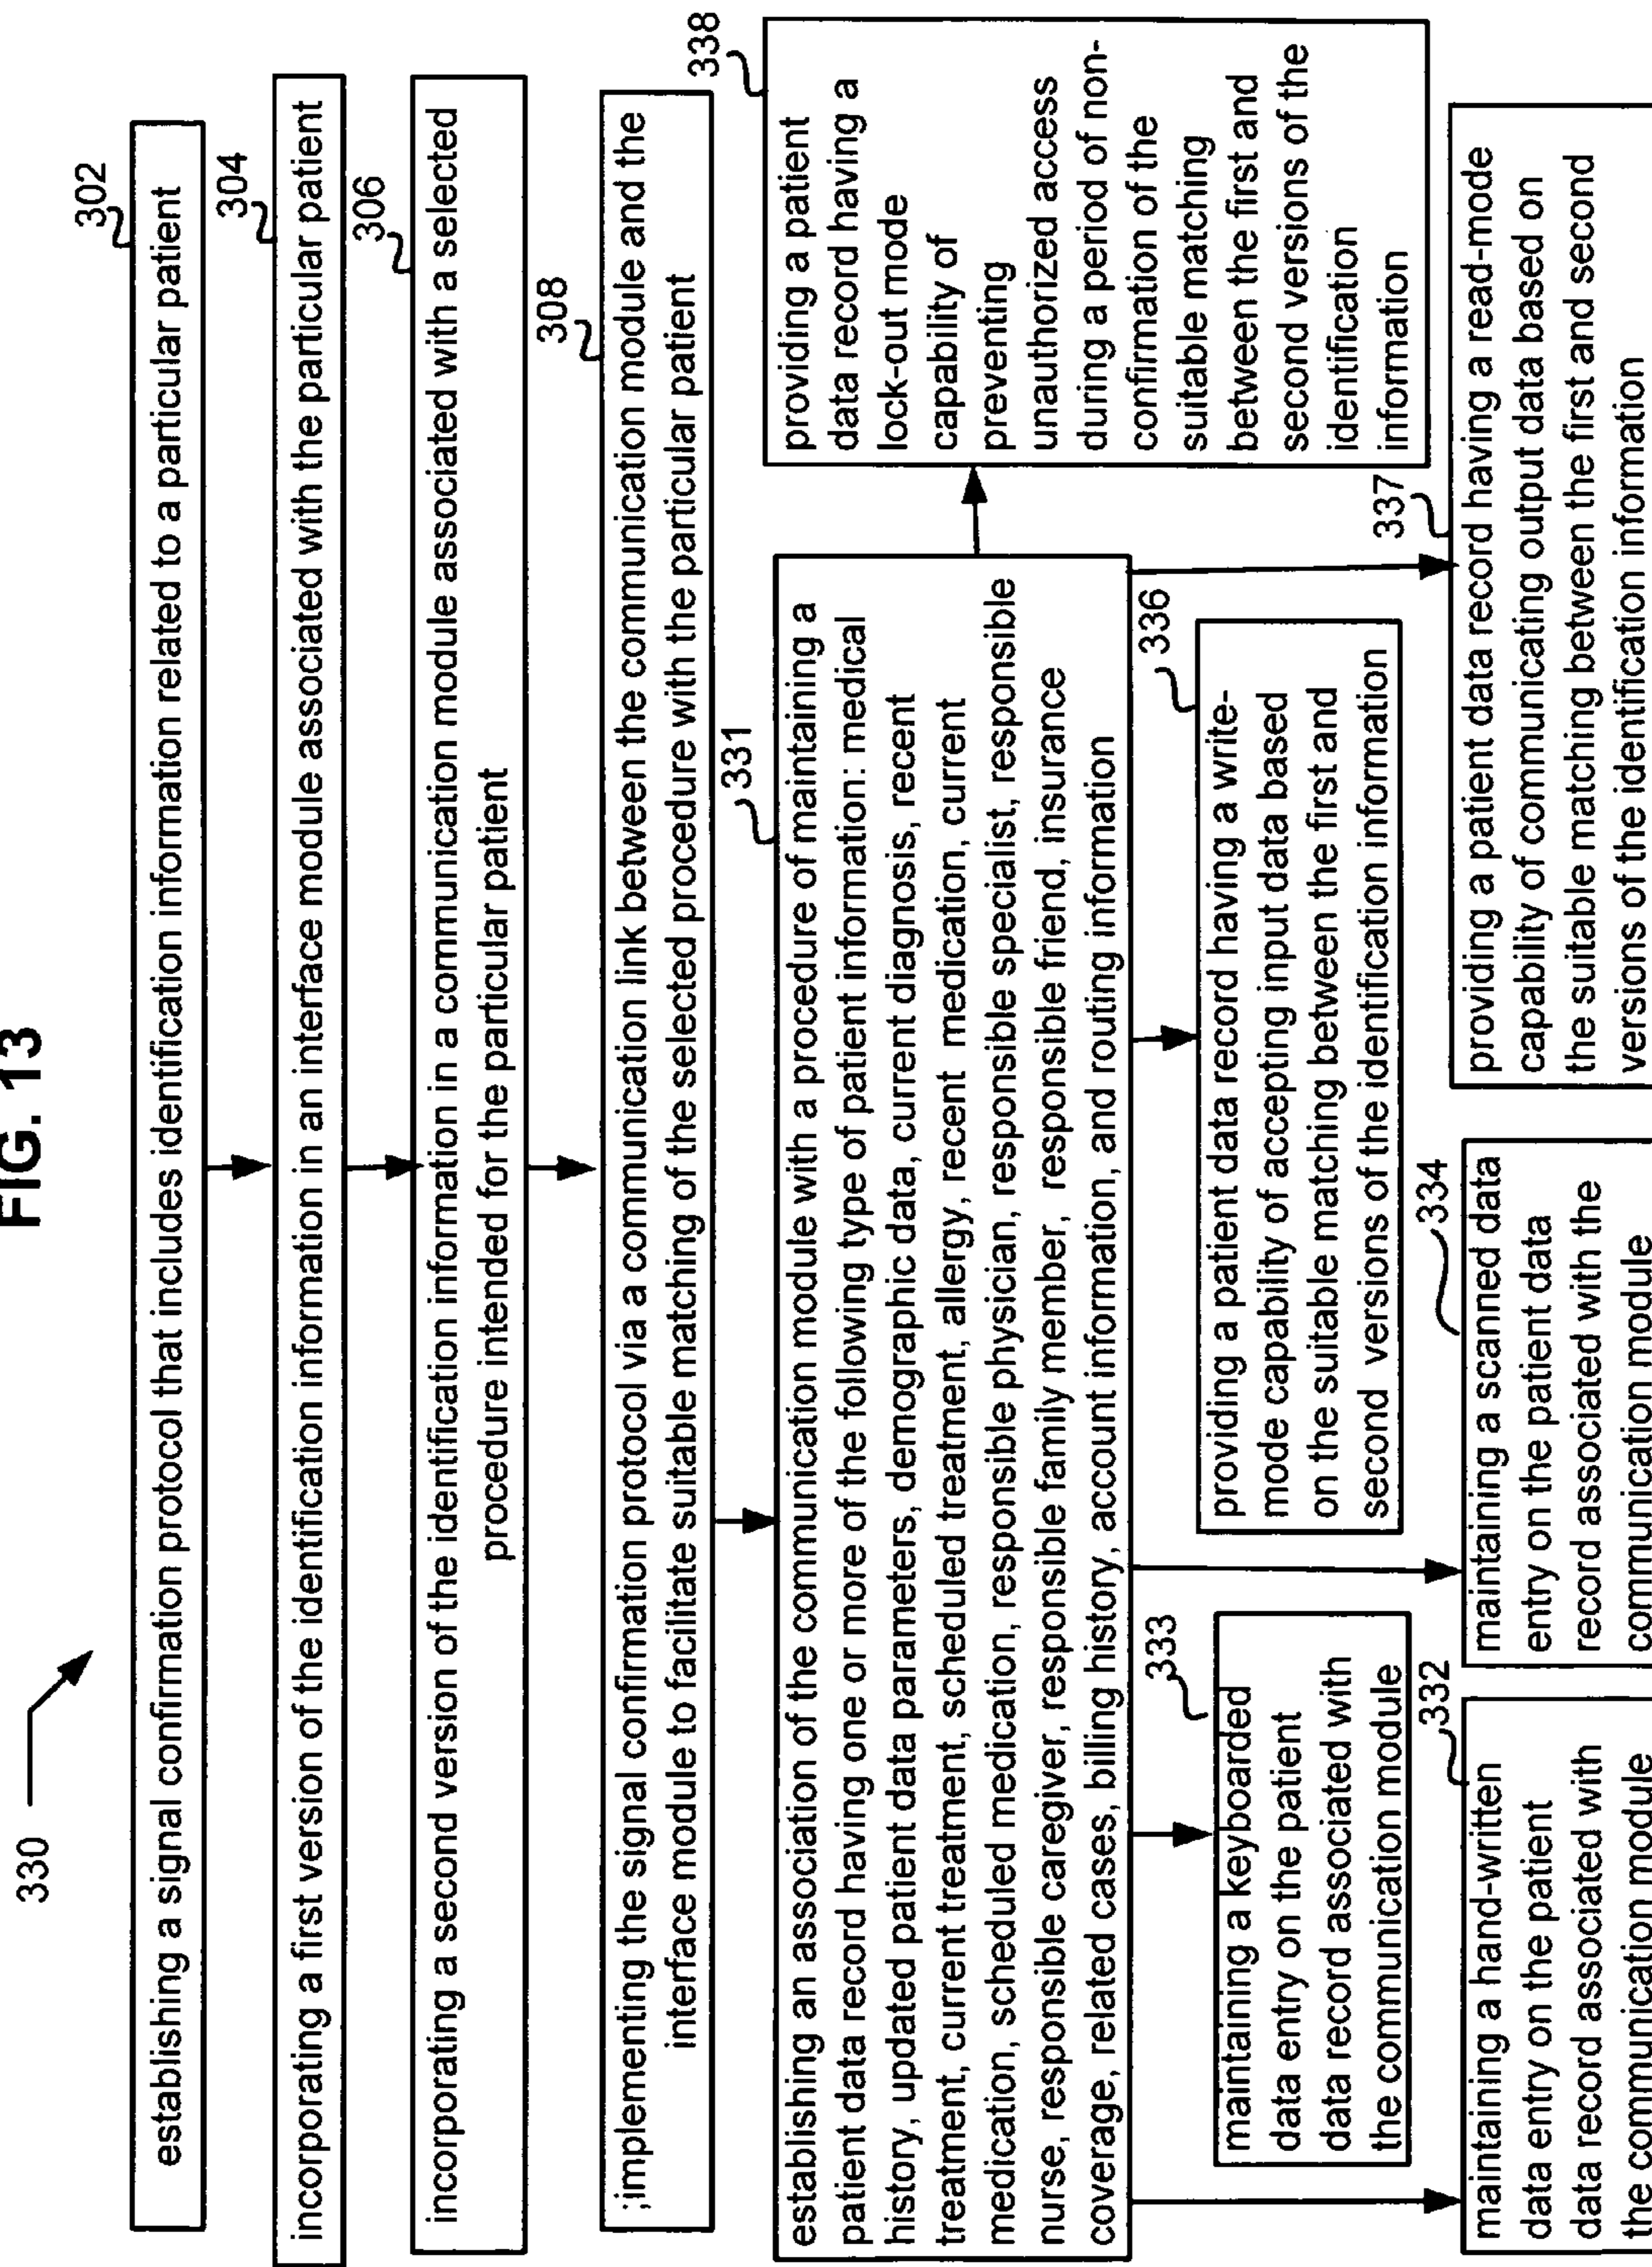 FIG. 13
330
302
establishing a signal confirmation protocol that includes identification information related to a particular patient
304
incorporating a first version of the identification information in an interface module associated with the particular patient
306
incorporating a second version of the identification information in a communication module associated with a selected
procedure intended for the particular patient
308
;implementing the signal confirmation protocol via a communication link between the communication module and the
interface module to facilitate suitable matching of the selected procedure with the particular patient
331
establishing an association of the communication module with a procedure of maintaining a
patient data record having one or more of the following type of patient information: medical
history, updated patient data parameters, demographic data, current diagnosis, recent
treatment, current treatment, scheduled treatment, allergy, recent medication, current
medication, scheduled medication, responsible physician, responsible specialist, responsible
nurse, responsible caregiver, responsible family member, responsible friend, insurance
coverage, related cases, billing history, account information, and routing information
338
providing a patient
data record having a
lock-out mode
capability of
preventing
unauthorized access
during a period of non-
confirmation of the
suitable matching
between the first and
second versions of the
identification
information
333
maintaining a keyboarded
data entry on the patient
data record associated with
the communication module
336
providing a patient data record having a write-
mode capability of accepting input data based
on the suitable matching between the first and
second versions of the identification information
332
maintaining a hand-written
data entry on the patient
data record associated with
the communication module
334
maintaining a scanned data
entry on the patient data
record associated with the
communication module
337
providing a patient data record having a read-mode
capability of communicating output data based on
the suitable matching between the first and second
versions of the identification information